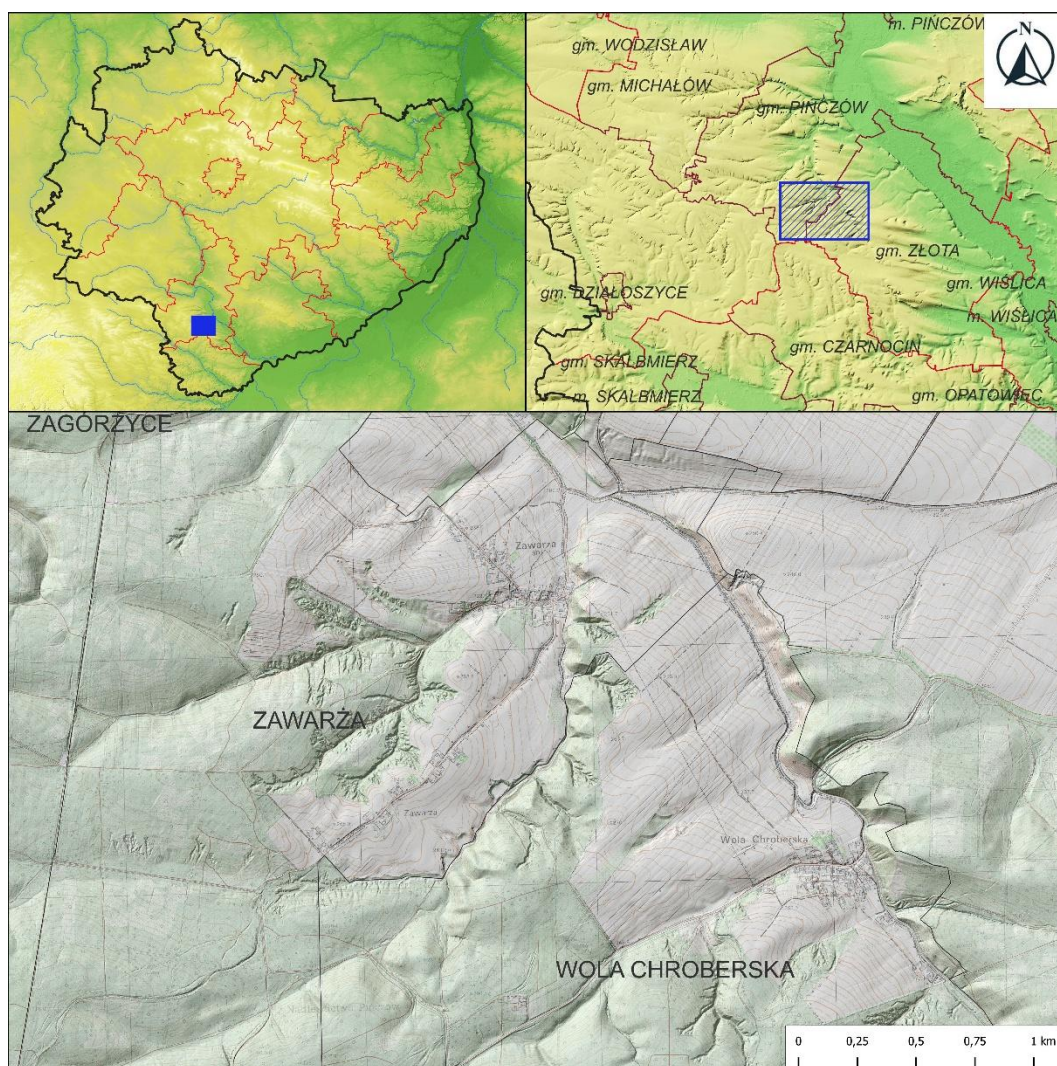 m. PIŃCZÓW
N
gm. WODZISŁAW
gm. MICHAŁÓW
gm. PIŃCZÓW
gm. ZŁOTA
gm. DZIAŁOSZYCE
gm. WIŚLICA
m. WIŚLICA
gm. CZARNOCIN
gm. SKALBMIERZ
m. SKALBMIERZ
gm. OPATOWIEC
ZAGORZYCE
Zawarża
ZAWARŻA
Zawarża
Wola Chroberska
WOLA CHROBERSKA
0 0,25 0,5 0,75 1 km